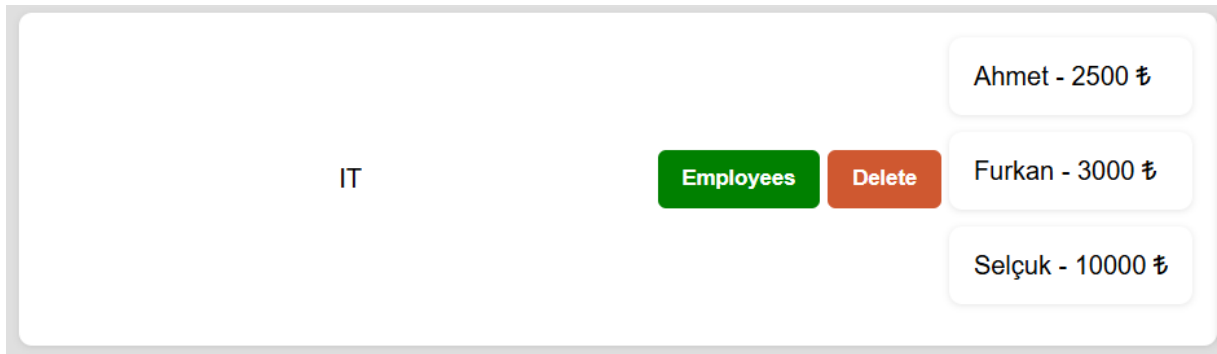 IT
Employees
Delete
Ahmet - 2500 ₺
Furkan - 3000 ₺
Selçuk - 10000 ₺